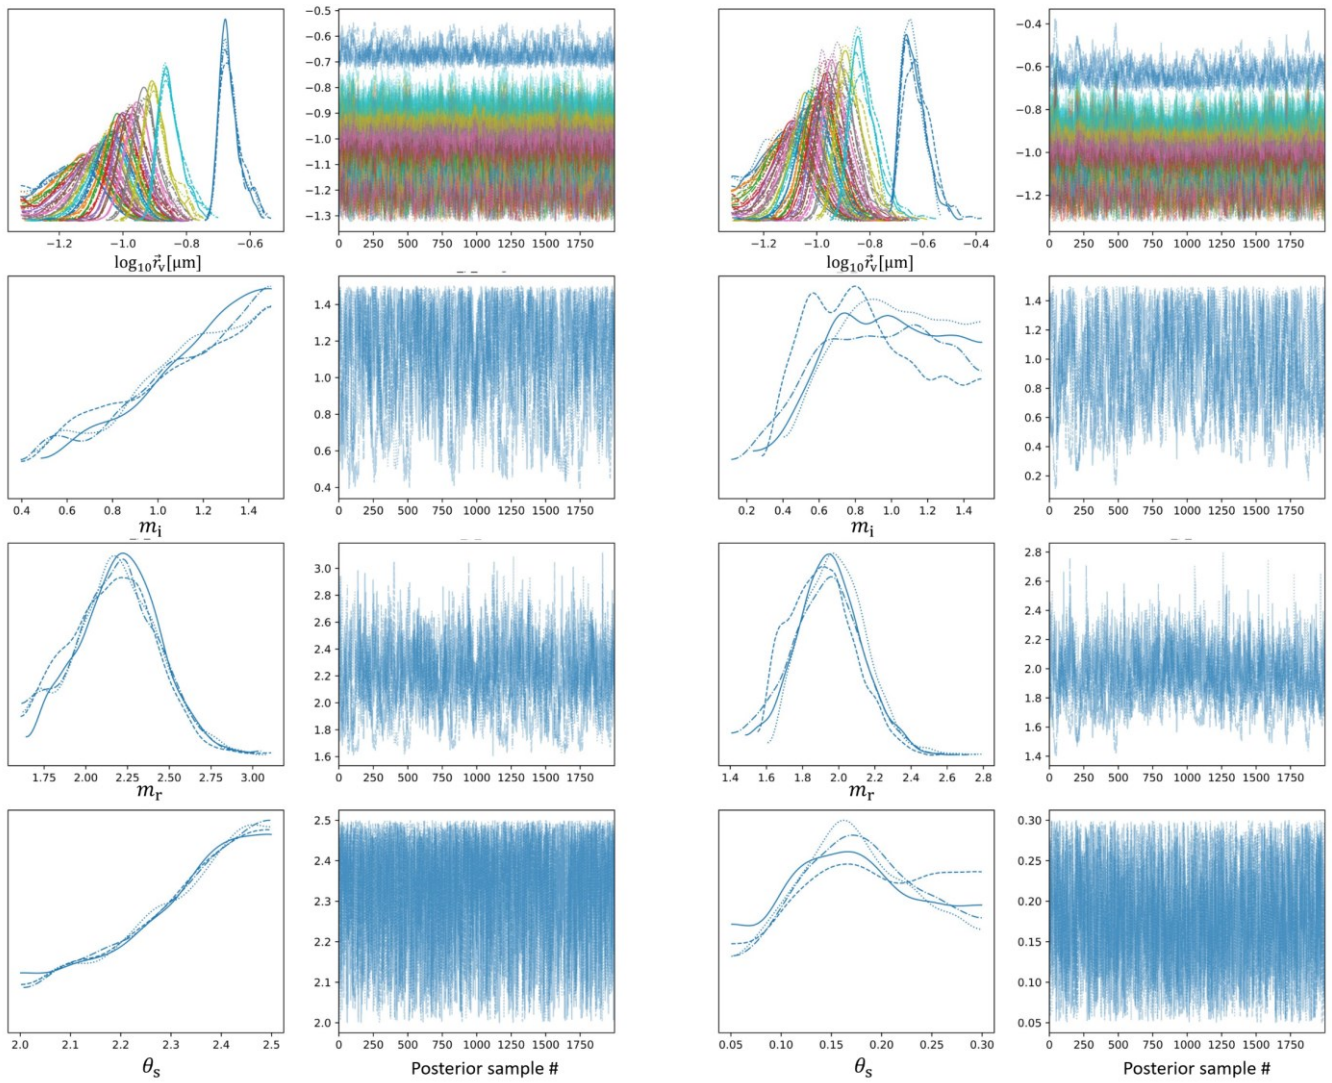 −0.5 −0.6 −0.7 −0.8 −0.9 −1.0 −1.1 −1.2 −1.3
−0.4 −0.6 −0.8 −1.0 −1.2
−1.2 −1.0 −0.8 −0.6 0 250 500 750 1000 1250 1500 1750 −1.2 −1.0 −0.8 −0.6 −0.4 0 250 500 750 1000 1250 1500 1750
log₁₀r⃗ᵥ[μm] log₁₀r⃗ᵥ[μm]
1.4 1.2 1.0 0.8 0.6 0.4
1.4 1.2 1.0 0.8 0.6 0.4 0.2
0.4 0.6 0.8 1.0 1.2 1.4 0 250 500 750 1000 1250 1500 1750 0.2 0.4 0.6 0.8 1.0 1.2 1.4 0 250 500 750 1000 1250 1500 1750
mᵢ mᵢ
3.0 2.8 2.6 2.4 2.2 2.0 1.8 1.6
2.8 2.6 2.4 2.2 2.0 1.8 1.6 1.4
1.75 2.00 2.25 2.50 2.75 3.00 0 250 500 750 1000 1250 1500 1750 1.4 1.6 1.8 2.0 2.2 2.4 2.6 2.8 0 250 500 750 1000 1250 1500 1750
mᵣ mᵣ
2.5 2.4 2.3 2.2 2.1 2.0
0.30 0.25 0.20 0.15 0.10 0.05
2.0 2.1 2.2 2.3 2.4 2.5 0 250 500 750 1000 1250 1500 1750 0.05 0.10 0.15 0.20 0.25 0.30 0 250 500 750 1000 1250 1500 1750
θₛ Posterior sample # θₛ Posterior sample #